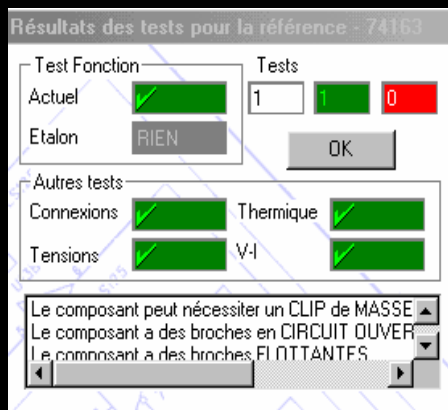 Résultats des tests pour la référence - 74163
Test Fonction
Tests
Actuel
1 1 0
Etalon RIEN
OK
Autres tests
Connexions Thermique
Tensions V-I
Le composant peut nécessiter un CLIP de MASSE
Le composant a des broches en CIRCUIT OUVER
Le composant a des broches FLOTTANTES